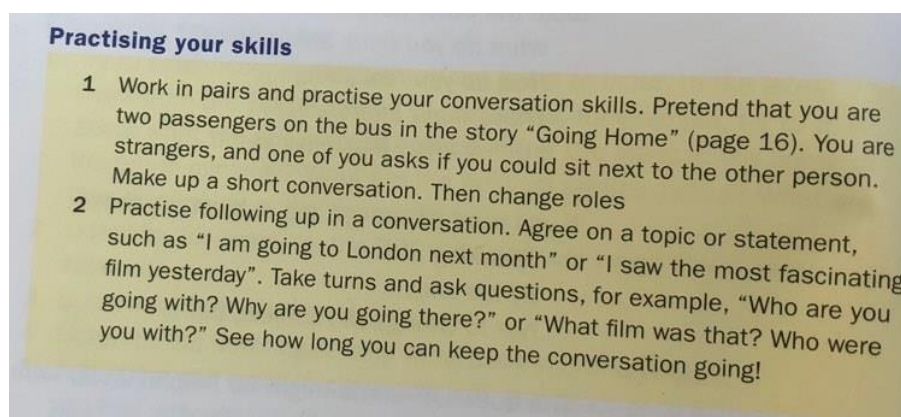 Practising your skills
1 Work in pairs and practise your conversation skills. Pretend that you are
two passengers on the bus in the story “Going Home” (page 16). You are
strangers, and one of you asks if you could sit next to the other person.
Make up a short conversation. Then change roles
2 Practise following up in a conversation. Agree on a topic or statement,
such as “I am going to London next month” or “I saw the most fascinating
film yesterday”. Take turns and ask questions, for example, “Who are you
going with? Why are you going there?” or “What film was that? Who were
you with?” See how long you can keep the conversation going!